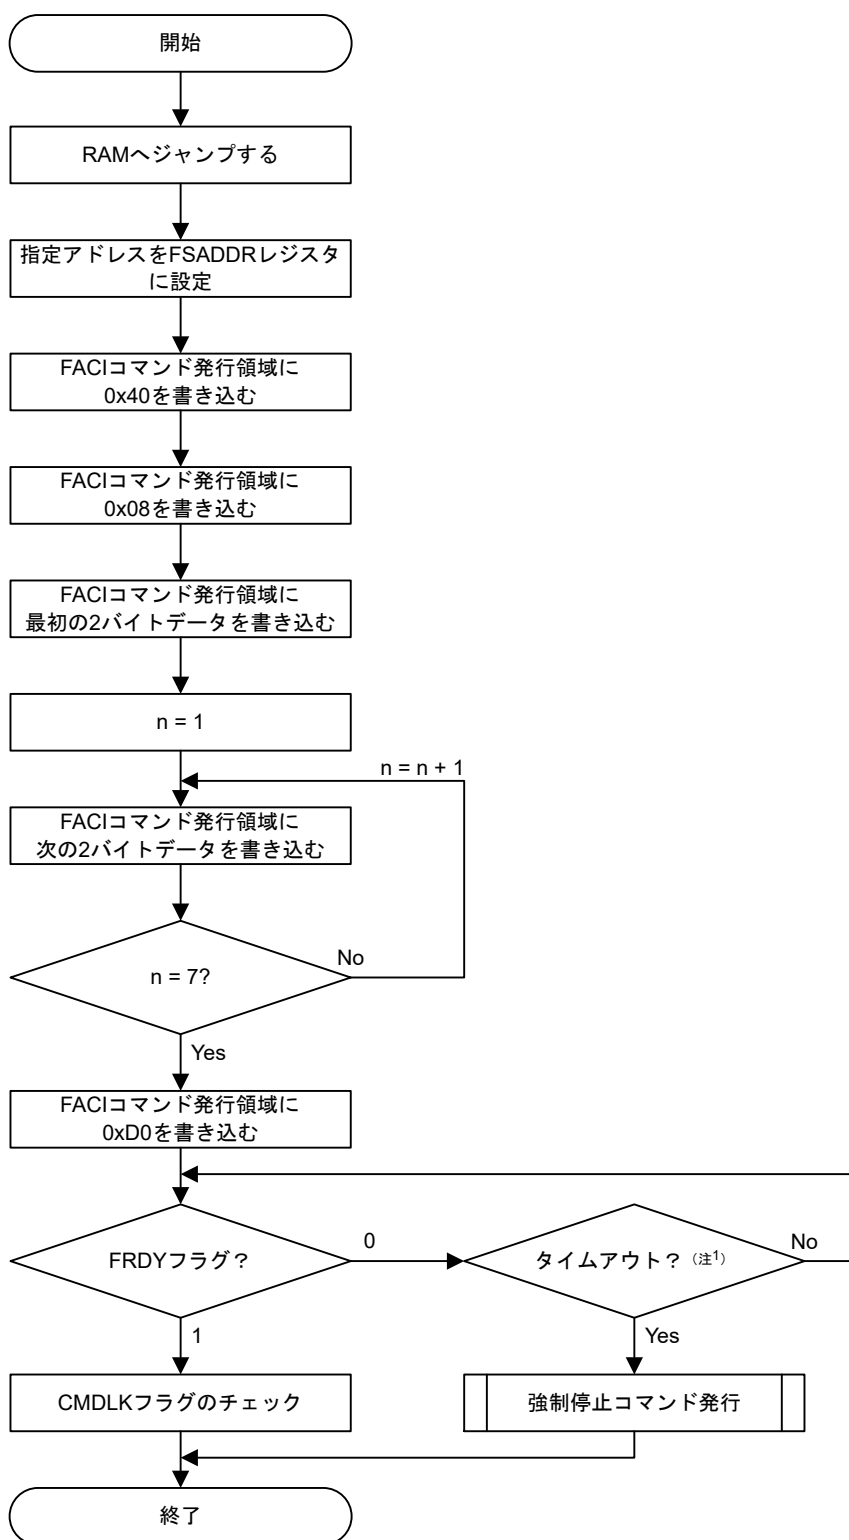 開始
RAMへジャンプする
指定アドレスをFSADDRレジスタ
に設定
FACIコマンド発行領域に
0x40を書き込む
FACIコマンド発行領域に
0x08を書き込む
FACIコマンド発行領域に
最初の2バイトデータを書き込む
n = 1
n = n + 1
FACIコマンド発行領域に
次の2バイトデータを書き込む
n = 7?
No
Yes
FACIコマンド発行領域に
0xD0を書き込む
FRDYフラグ？
0
タイムアウト？（注1）
No
1
Yes
CMDLKフラグのチェック
強制停止コマンド発行
終了